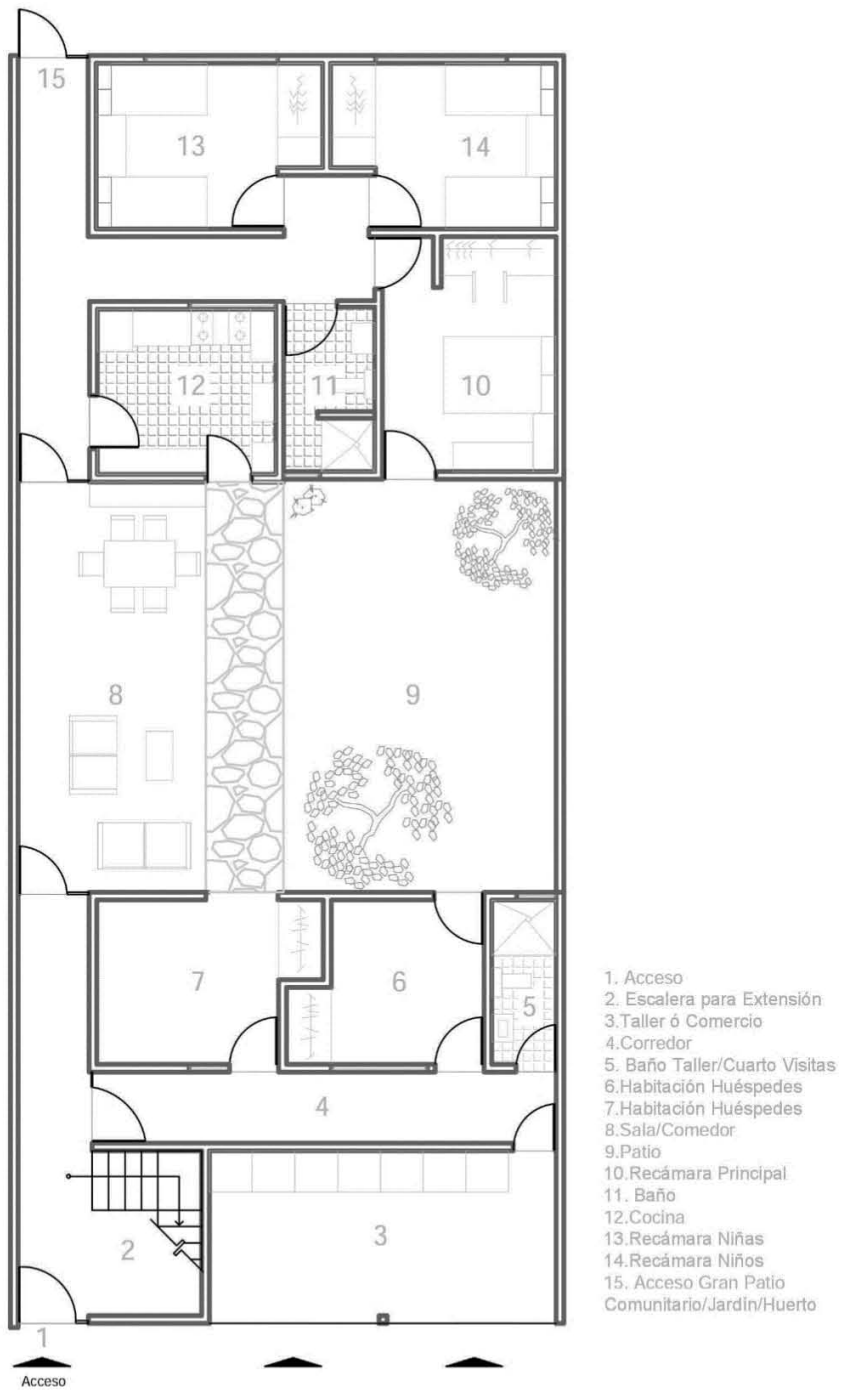 15
13
14
12
11
10
8
9
7
6
5
4
2
3
1
Acceso
1. Acceso
2. Escalera para Extensión
3.Taller ó Comercio
4.Corredor
5. Baño Taller/Cuarto Visitas
6.Habitación Huéspedes
7.Habitación Huéspedes
8.Sala/Comedor
9.Patio
10.Recámara Principal
11. Baño
12.Cocina
13.Recámara Niñas
14.Recámara Niños
15. Acceso Gran Patio
Comunitario/Jardín/Huerto